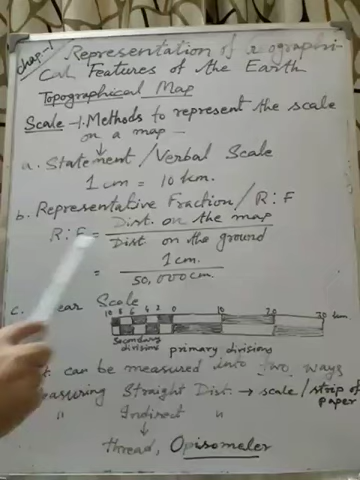 Chap-1
Representation of Geographi-
cal Features of the Earth
Topographical Map
Scale → 1. Methods to represent the scale
on a map —
a. Statement / Verbal Scale
1 cm = 10 km.
b. Representative Fraction / R:F
R:F = Dist. on the map
Dist. on the ground
= 1 cm.
50,000 cm.
c. ear Scale
10 8 6 4 2 0 10 20 30 km
Secondary divisions
primary divisions
can be measured into two ways
asuring Straight Dist. → scale / strip of paper
" Indirect "
thread, Opisometer